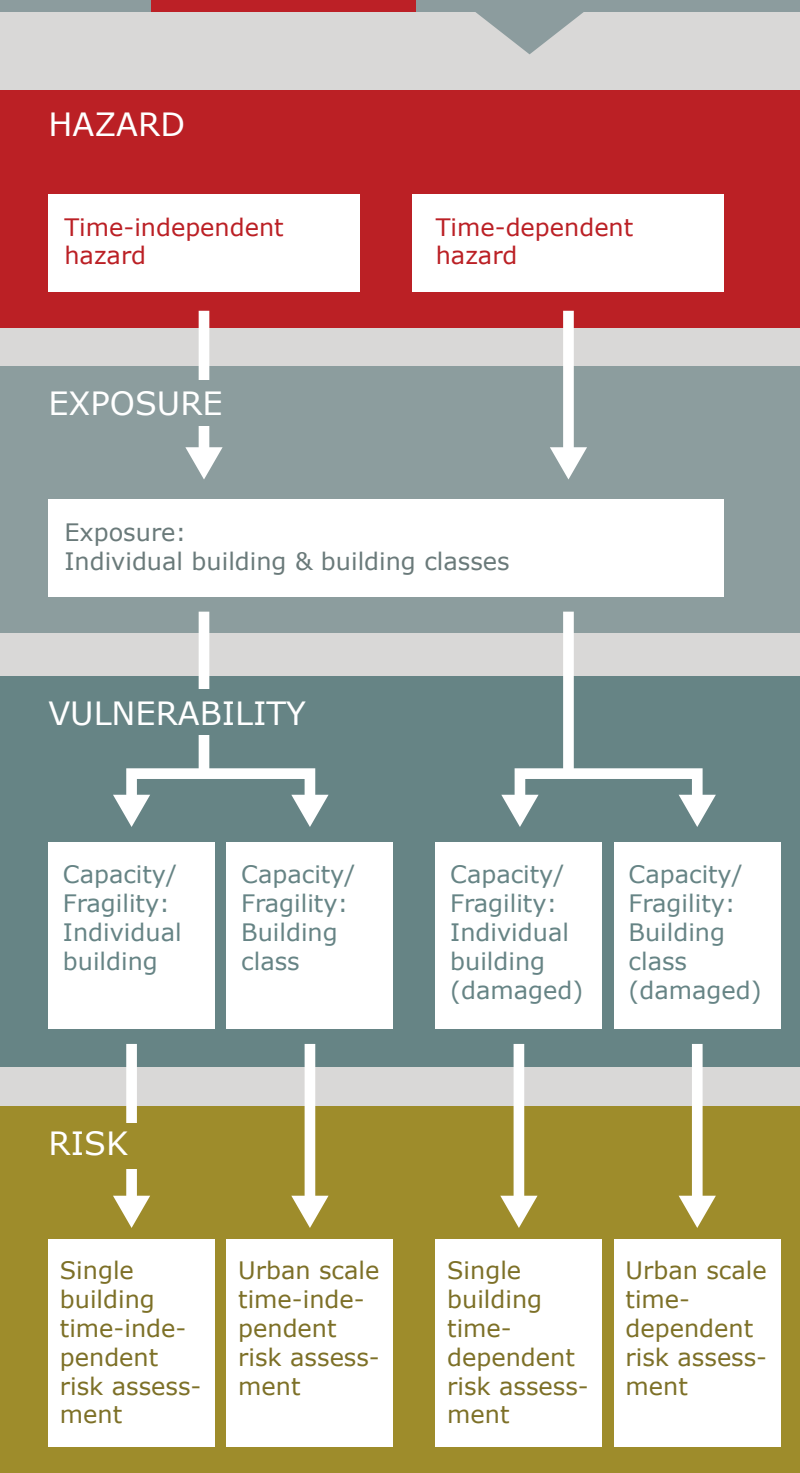 HAZARD
Time-independent
hazard
Time-dependent
hazard
EXPOSURE
Exposure:
Individual building & building classes
VULNERABILITY
Capacity/
Fragility:
Individual
building
Capacity/
Fragility:
Building
class
Capacity/
Fragility:
Individual
building
(damaged)
Capacity/
Fragility:
Building
class
(damaged)
RISK
Single
building
time-inde-
pendent
risk assess-
ment
Urban scale
time-inde-
pendent
risk assess-
ment
Single
building
time-
dependent
risk assess-
ment
Urban scale
time-
dependent
risk assess-
ment